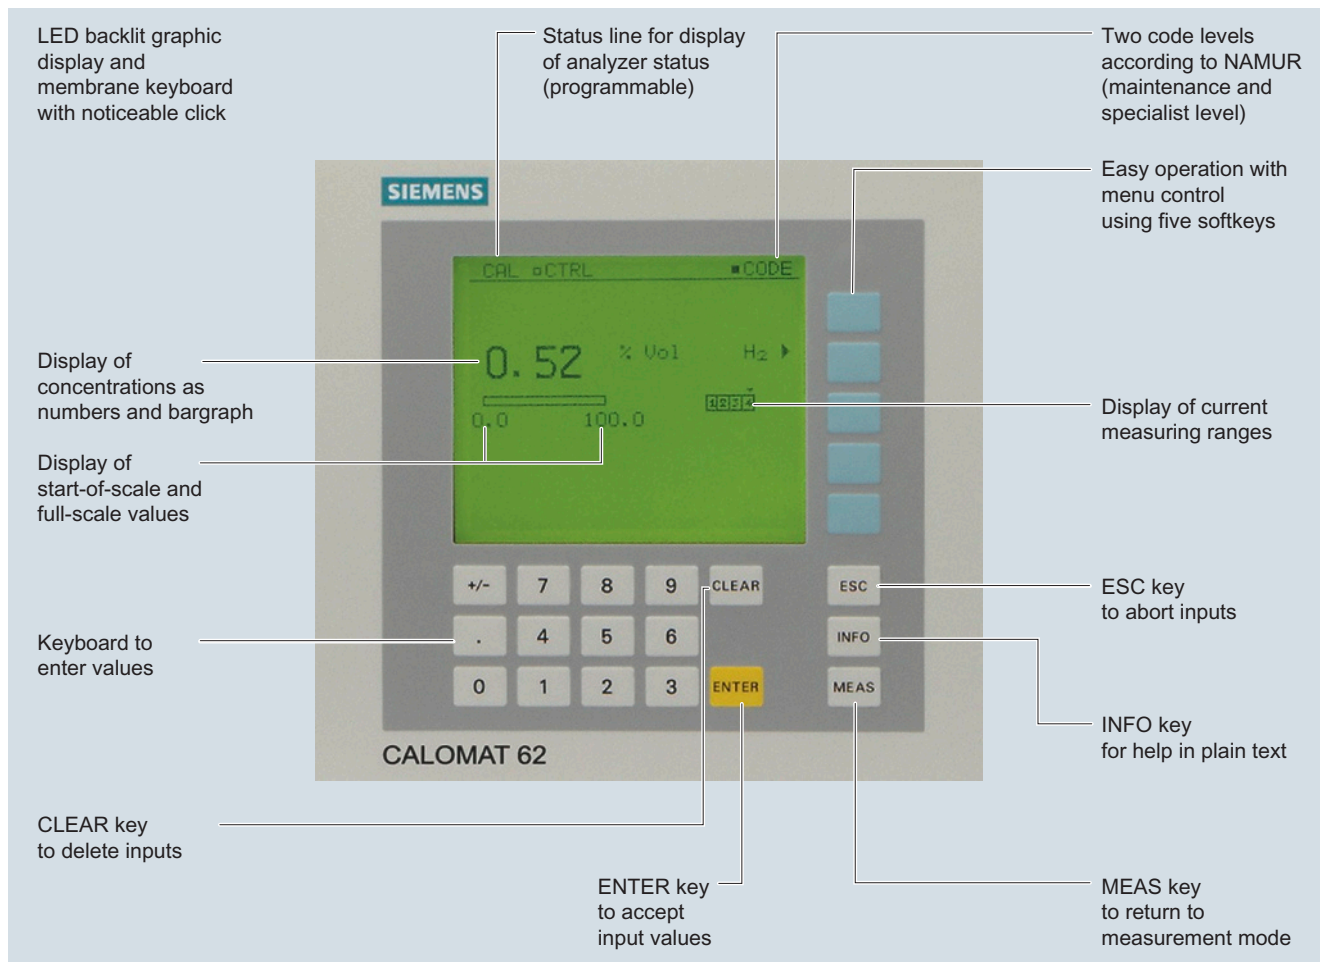 LED backlit graphic
display and
membrane keyboard
with noticeable click
Status line for display
of analyzer status
(programmable)
Two code levels
according to NAMUR
(maintenance and
specialist level)
Easy operation with
menu control
using five softkeys
SIEMENS
CAL ▫CTRL ▪CODE
Display of
concentrations as
numbers and bargraph
0.52 % Vol H₂ ▶
1 2 3 4
0.0 100.0
Display of current
measuring ranges
Display of
start-of-scale and
full-scale values
+/- 7 8 9 CLEAR ESC
ESC key
to abort inputs
. 4 5 6 INFO
Keyboard to
enter values
0 1 2 3 ENTER MEAS
INFO key
for help in plain text
CALOMAT 62
CLEAR key
to delete inputs
ENTER key
to accept
input values
MEAS key
to return to
measurement mode